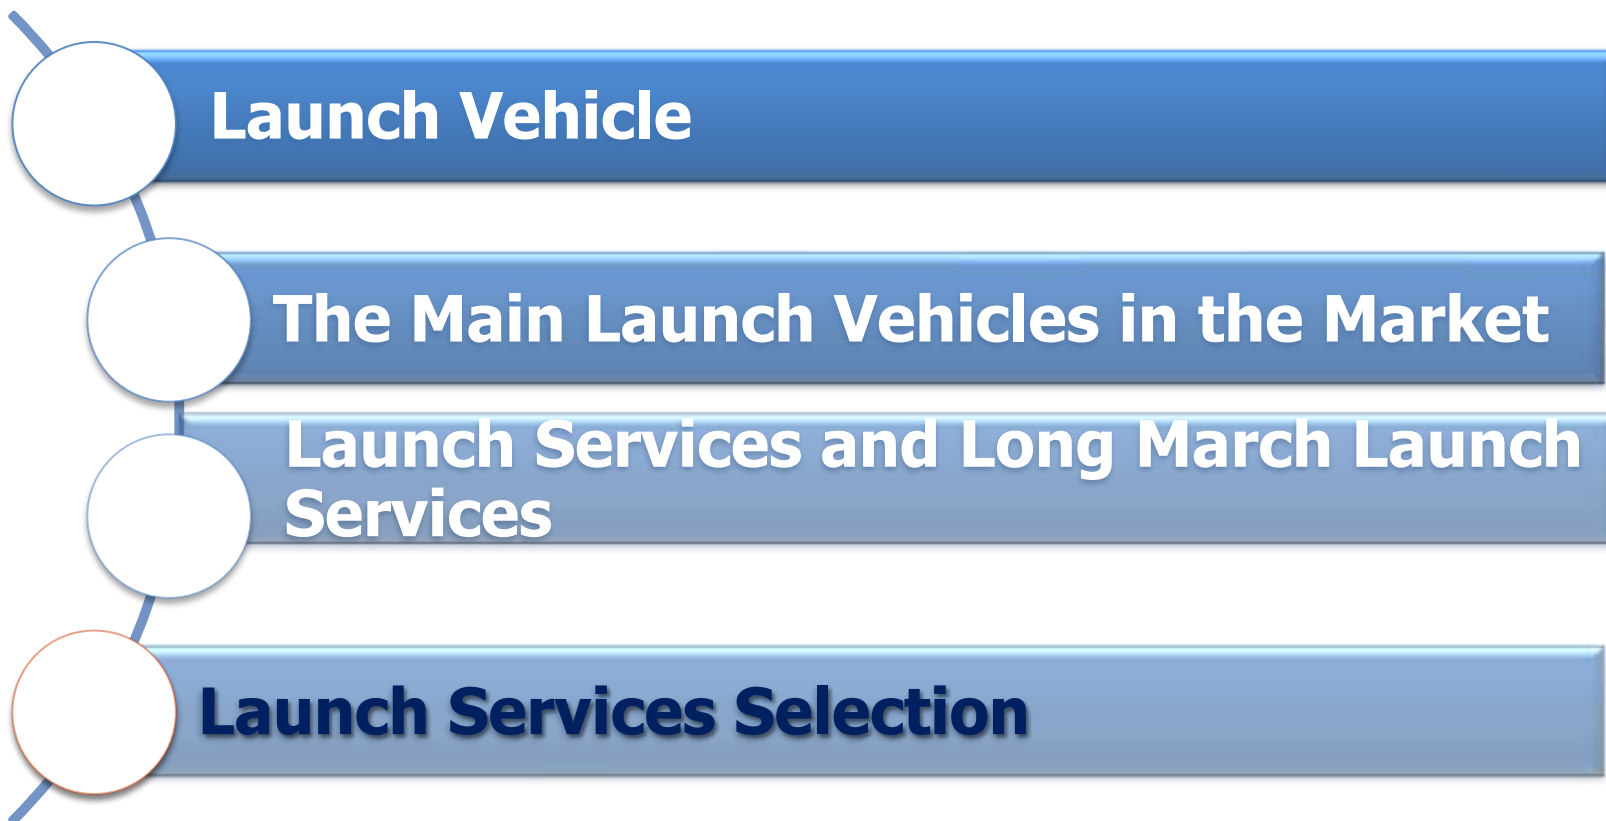 Launch Vehicle
The Main Launch Vehicles in the Market
Launch Services and Long March Launch
Services
Launch Services Selection